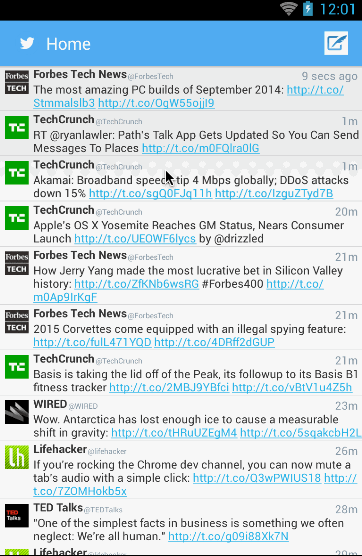 12:01
Home
Forbes Tech News @ForbesTech 9 secs ago
The most amazing PC builds of September 2014: http://t.co/
Stmmalslb3 http://t.co/OgW55ojjI9
TechCrunch @TechCrunch 1m
RT @ryanlawler: Path's Talk App Gets Updated So You Can Send
Messages To Places http://t.co/m0FQlra0lG
TechCrunch @TechCrunch 1m
Akamai: Broadband speeds tip 4 Mbps globally; DDoS attacks
down 15% http://t.co/sgQ0FJq11h http://t.co/IzguZTyd7B
TechCrunch @TechCrunch 20m
Apple's OS X Yosemite Reaches GM Status, Nears Consumer
Launch http://t.co/UEOWF6lycs by @drizzled
Forbes Tech News @ForbesTech 21m
How Jerry Yang made the most lucrative bet in Silicon Valley
history: http://t.co/ZfKNb6wsRG #Forbes400 http://t.co/
m0Ap9IrKgF
Forbes Tech News @ForbesTech 21m
2015 Corvettes come equipped with an illegal spying feature:
http://t.co/fulL471YQD http://t.co/4DRff2dGUP
TechCrunch @TechCrunch 21m
Basis is taking the lid off of the Peak, its followup to its Basis B1
fitness tracker http://t.co/2MBJ9YBfci http://t.co/vBtV1u4Z5h
WIRED @WIRED 23m
Wow. Antarctica has lost enough ice to cause a measurable
shift in gravity: http://t.co/tHRuUZEgM4 http://t.co/5sqakcbH2L
Lifehacker @lifehacker 26m
If you're rocking the Chrome dev channel, you can now mute a
tab's audio with a simple click: http://t.co/Q3wPWIUS18 http://
t.co/7ZOMHokb5x
TED Talks @TEDTalks 28m
"One of the simplest facts in business is something we often
neglect: We're all human." http://t.co/g09i88Xk7N
Lifehacker @lifehacker